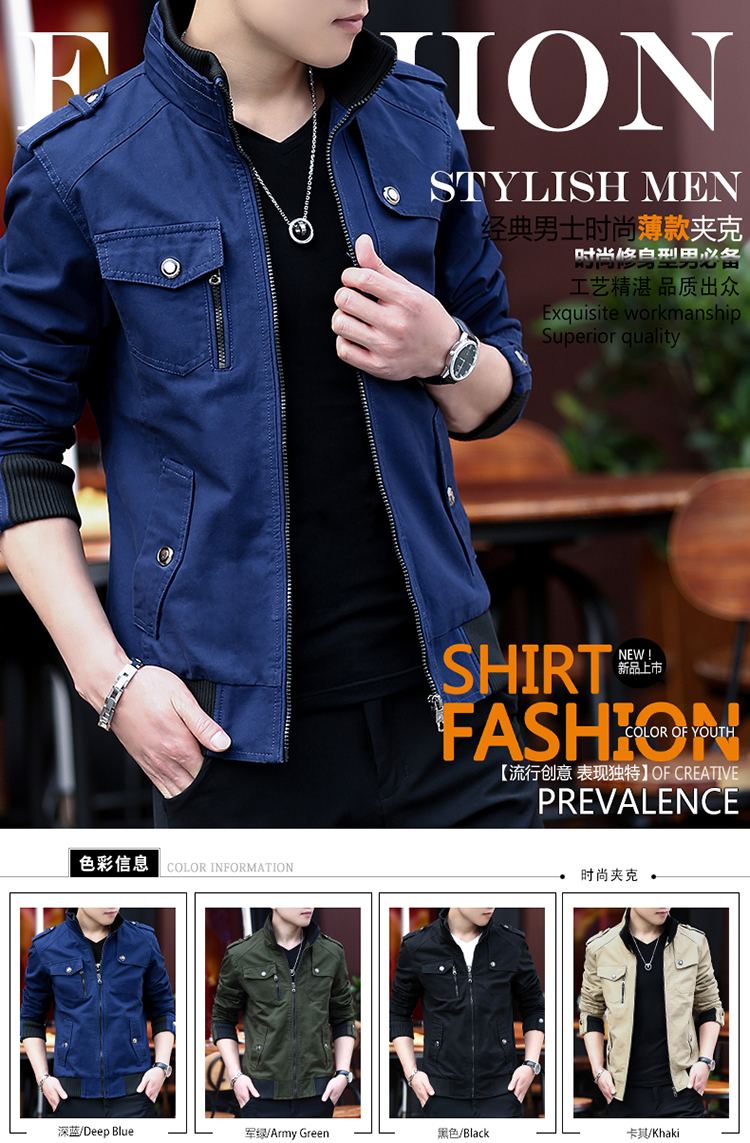 F   HION
STYLISH MEN
经典男士时尚薄款夹克
时尚修身型男必备
工艺精湛 品质出众
Exquisite workmanship
Superior quality
SHIRT
NEW!
新品上市
FASHION
COLOR OF YOUTH
【流行创意 表现独特】OF CREATIVE
PREVALENCE
色彩信息 COLOR INFORMATION
时尚夹克
深蓝/Deep Blue
军绿/Army Green
黑色/Black
卡其/Khaki